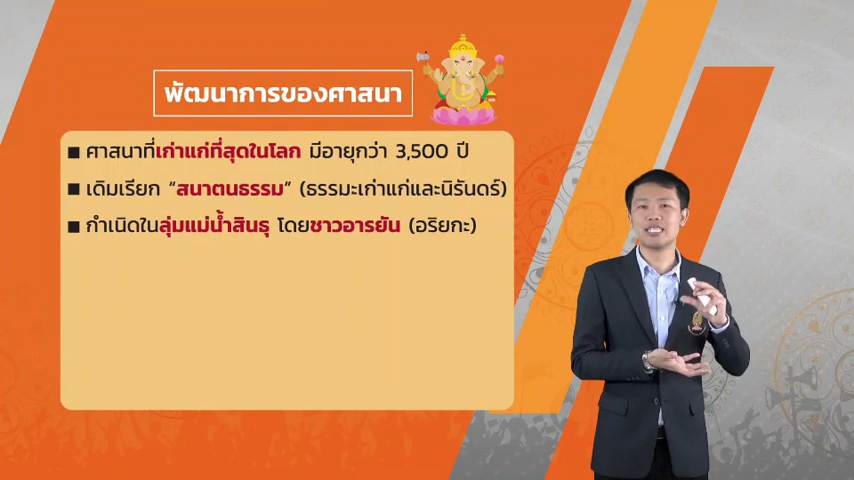 พัฒนาการของศาสนา
■ ศาสนาที่เก่าแก่ที่สุดในโลก มีอายุกว่า 3,500 ปี
■ เดิมเรียก “สนาตนธรรม” (ธรรมะเก่าแก่และนิรันดร์)
■ กำเนิดในลุ่มแม่น้ำสินธุ โดยชาวอารยัน (อริยกะ)